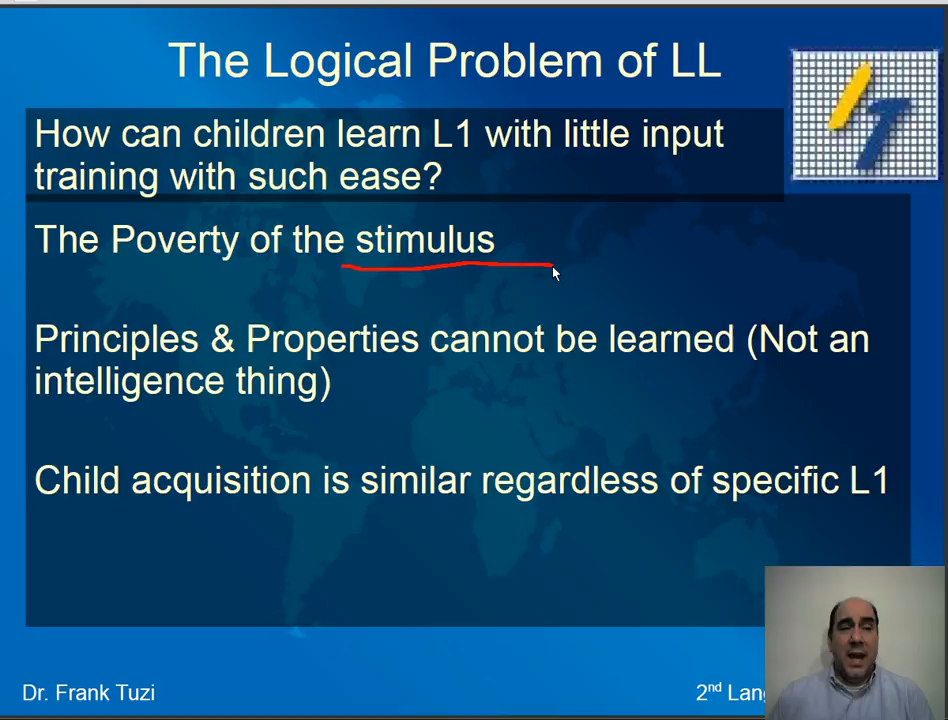 The Logical Problem of LL
How can children learn L1 with little input
training with such ease?
The Poverty of the stimulus
Principles & Properties cannot be learned (Not an
intelligence thing)
Child acquisition is similar regardless of specific L1
Dr. Frank Tuzi
2nd Lang